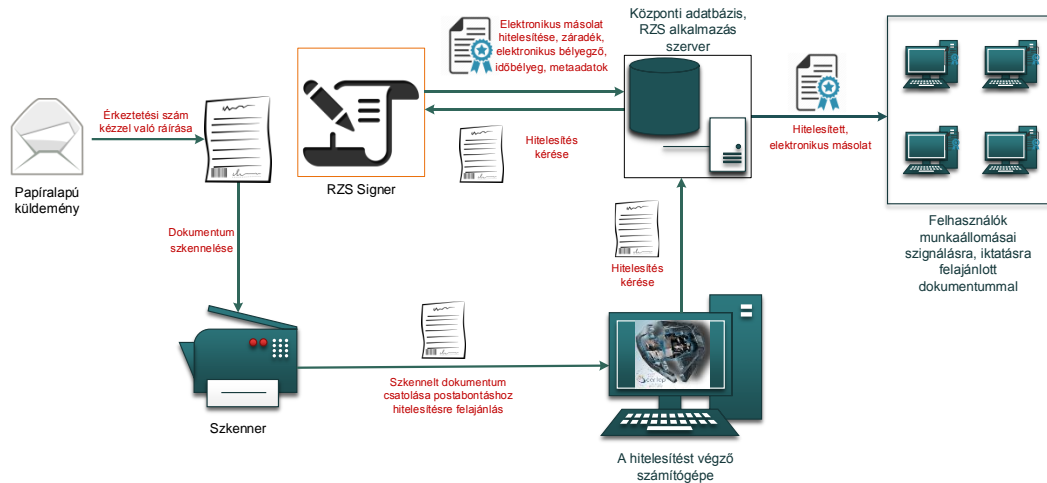 Elektronikus másolat
hitelesítése, záradék,
elektronikus bélyegző,
időbélyeg, metaadatok
Központi adatbázis,
RZS alkalmazás
szerver
Érkeztetési szám
kézzel való ráírása
Hitelesítés
kérése
Hitelesített,
elektronikus másolat
Papíralapú
küldemény
RZS Signer
Dokumentum
szkennelése
Hitelesítés
kérése
Felhasználók
munkaállomásai
szignálásra, iktatásra
felajánlott
dokumentummal
Szkennelt dokumentum
csatolása postabontáshoz
hitelesítésre felajánlás
Szkenner
A hitelesítést végző
számítógépe